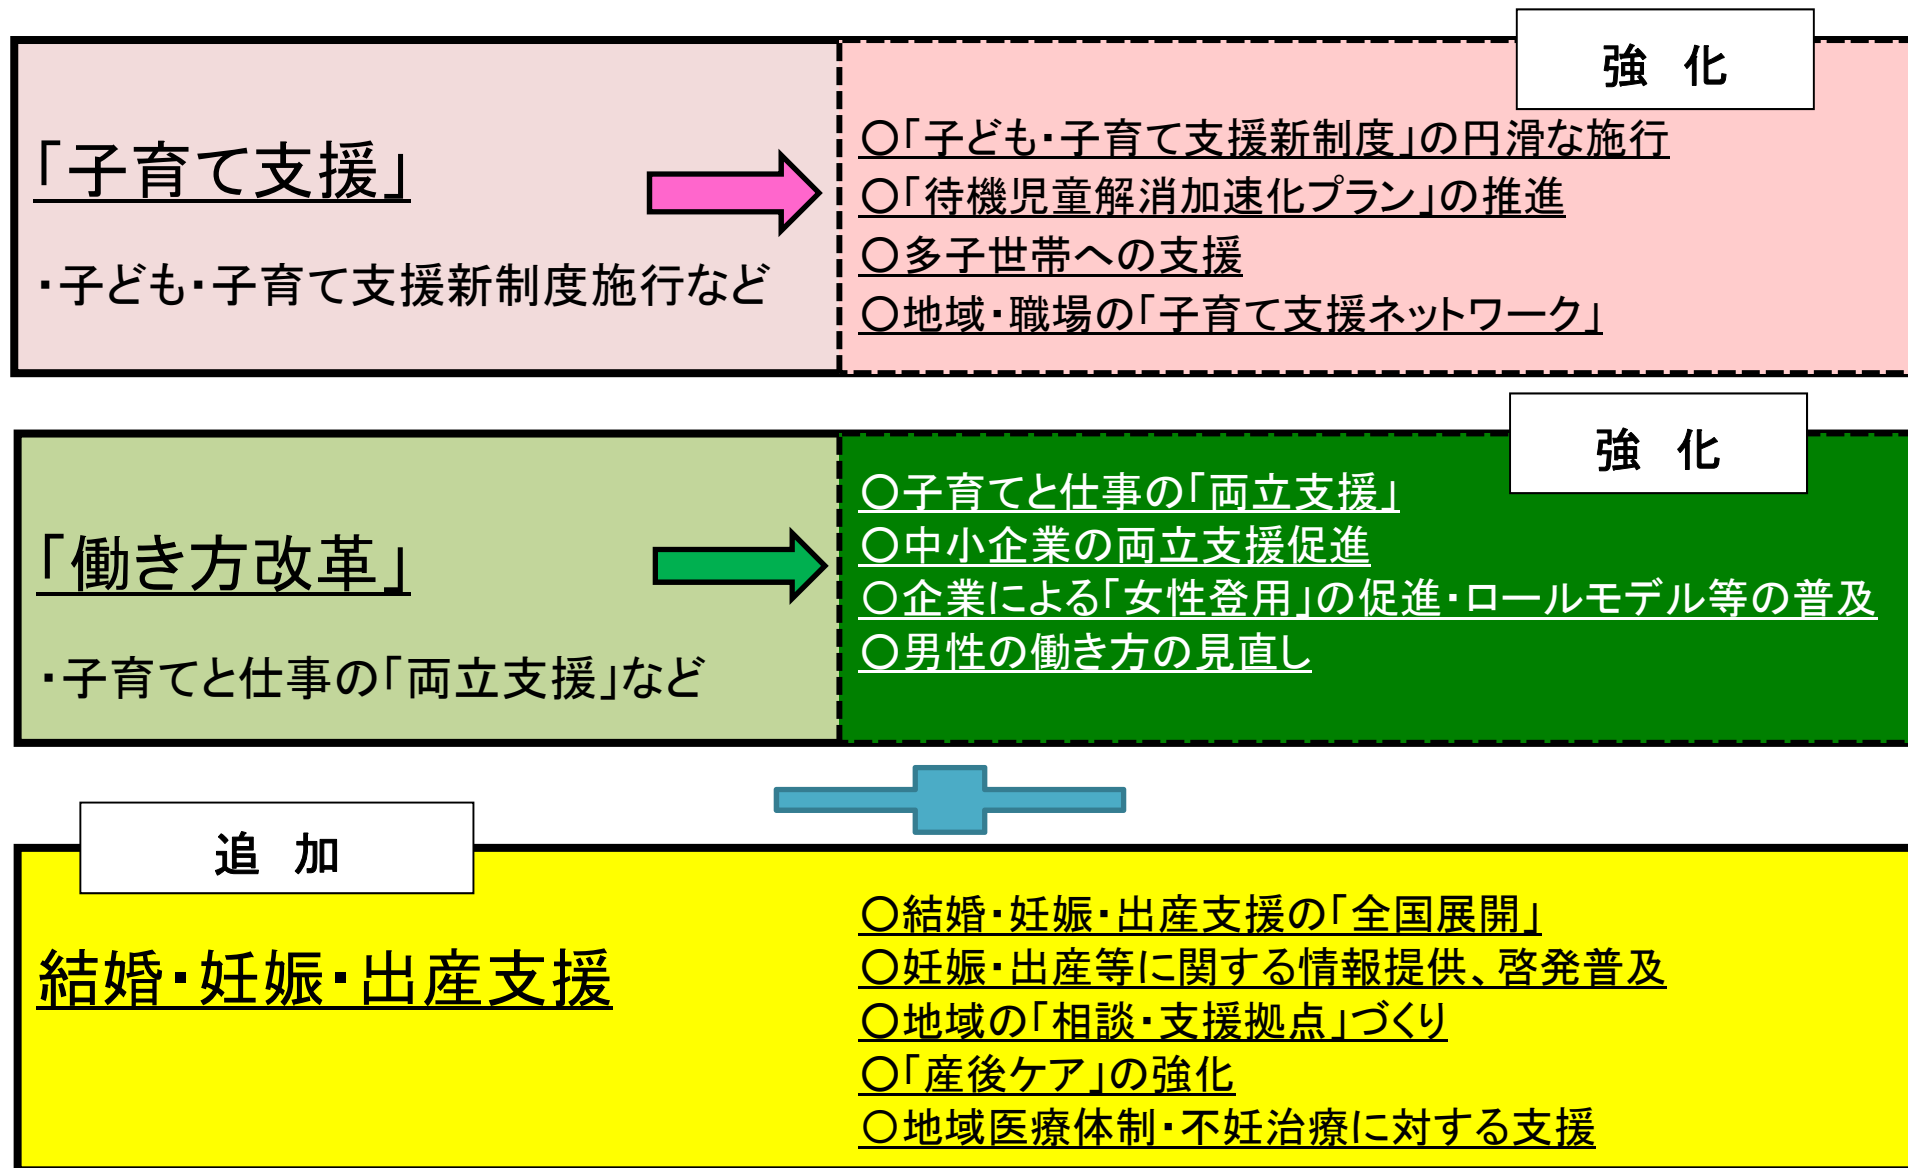 強　化
「子育て支援」
・子ども・子育て支援新制度施行など
○「子ども・子育て支援新制度」の円滑な施行
○「待機児童解消加速化プラン」の推進
○多子世帯への支援
○地域・職場の「子育て支援ネットワーク」
強　化
「働き方改革」
・子育てと仕事の「両立支援」など
○子育てと仕事の「両立支援」
○中小企業の両立支援促進
○企業による「女性登用」の促進・ロールモデル等の普及
○男性の働き方の見直し
追　加
結婚・妊娠・出産支援
○結婚・妊娠・出産支援の「全国展開」
○妊娠・出産等に関する情報提供、啓発普及
○地域の「相談・支援拠点」づくり
○「産後ケア」の強化
○地域医療体制・不妊治療に対する支援